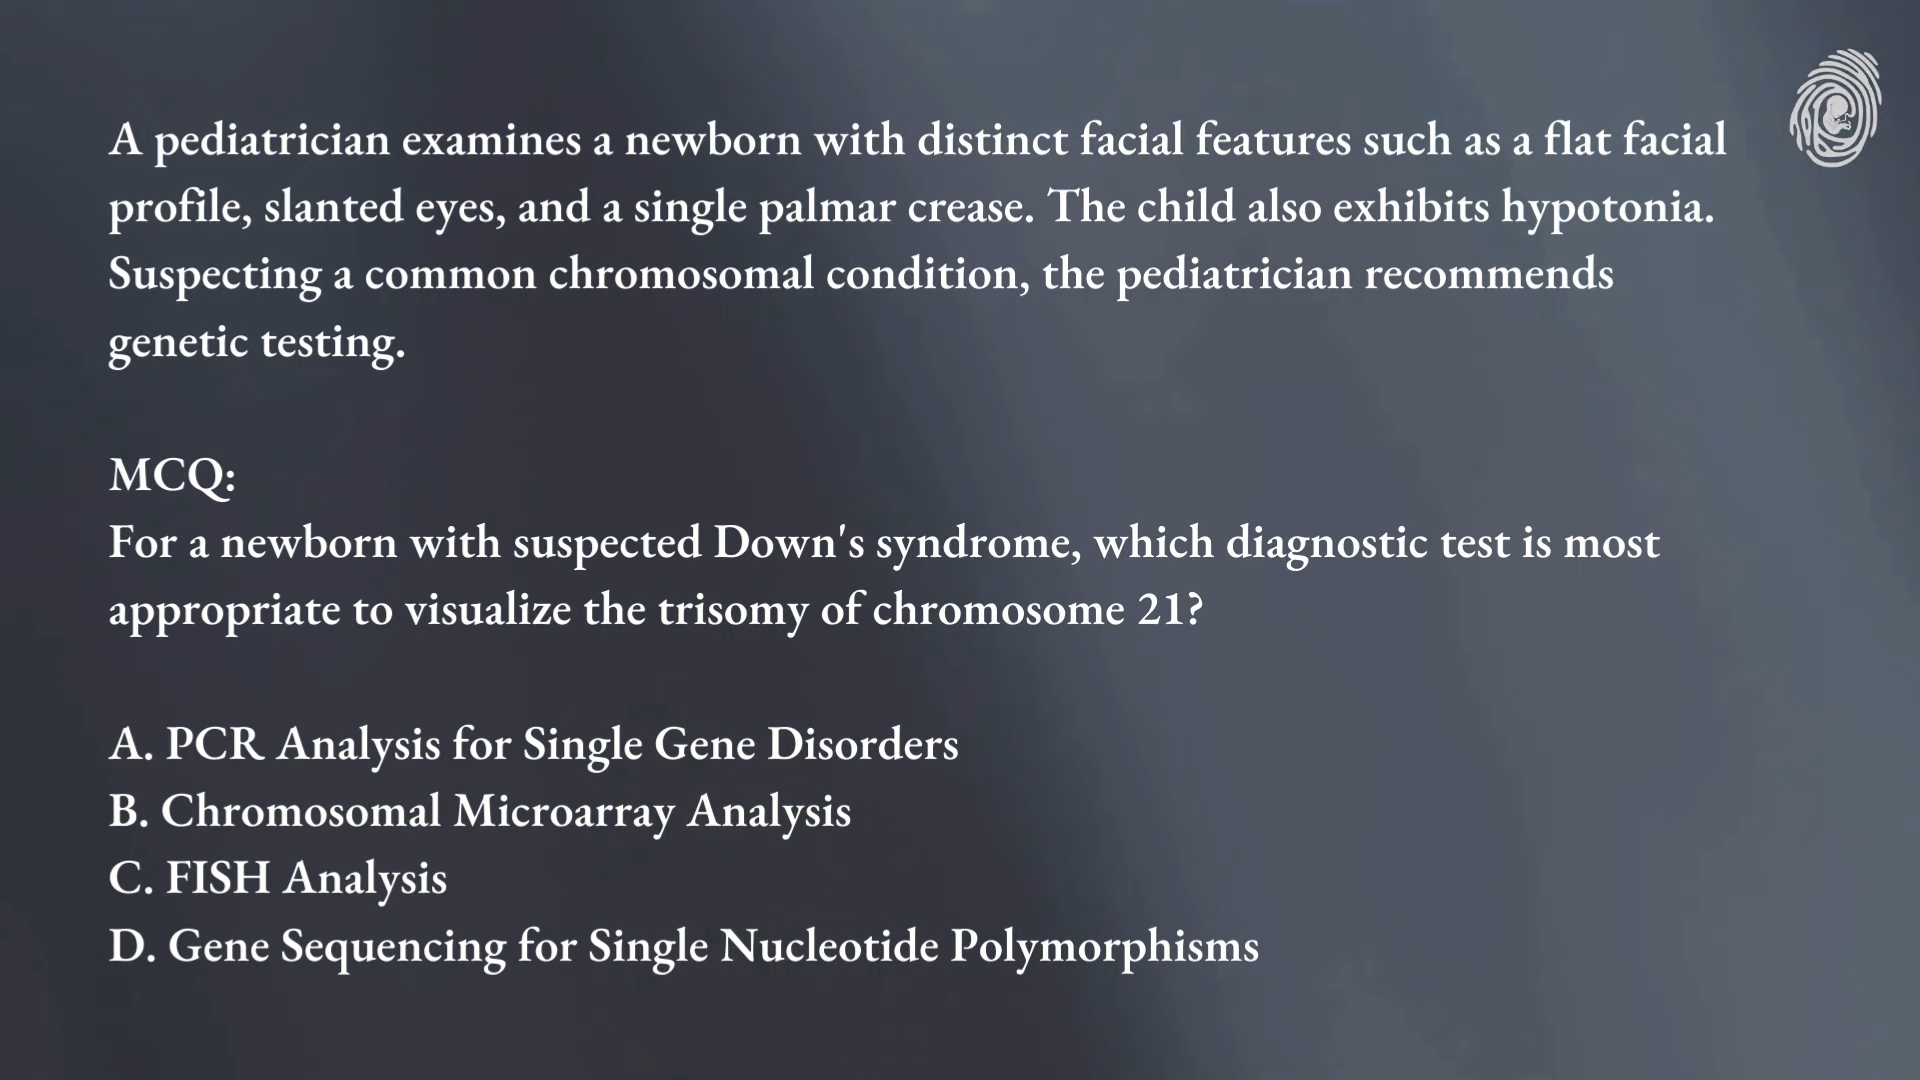 A pediatrician examines a newborn with distinct facial features such as a flat facial
profile, slanted eyes, and a single palmar crease. The child also exhibits hypotonia.
Suspecting a common chromosomal condition, the pediatrician recommends
genetic testing.
MCQ:
For a newborn with suspected Down's syndrome, which diagnostic test is most
appropriate to visualize the trisomy of chromosome 21?
A. PCR Analysis for Single Gene Disorders
B. Chromosomal Microarray Analysis
C. FISH Analysis
D. Gene Sequencing for Single Nucleotide Polymorphisms